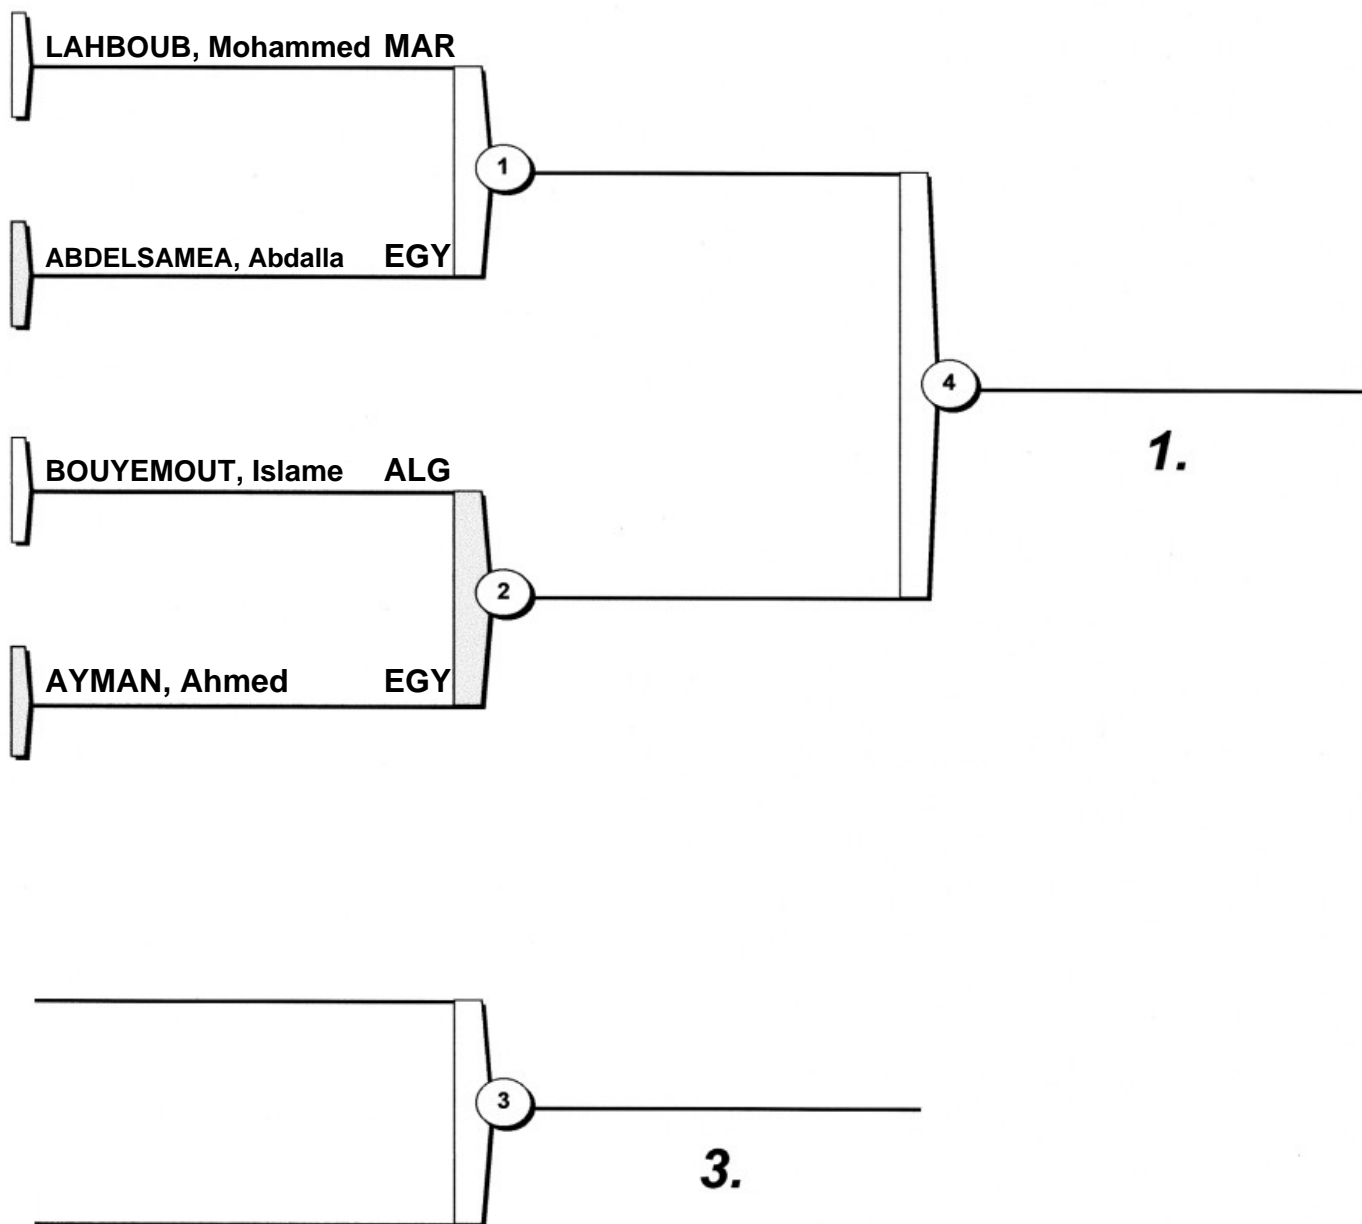 LAHBOUB, Mohammed MAR
1
ABDELSAMEA, Abdalla EGY
4
1.
BOUYEMOUT, Islame ALG
2
AYMAN, Ahmed EGY
3
3.